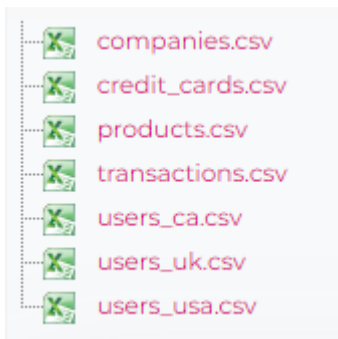 companies.csv
credit_cards.csv
products.csv
transactions.csv
users_ca.csv
users_uk.csv
users_usa.csv